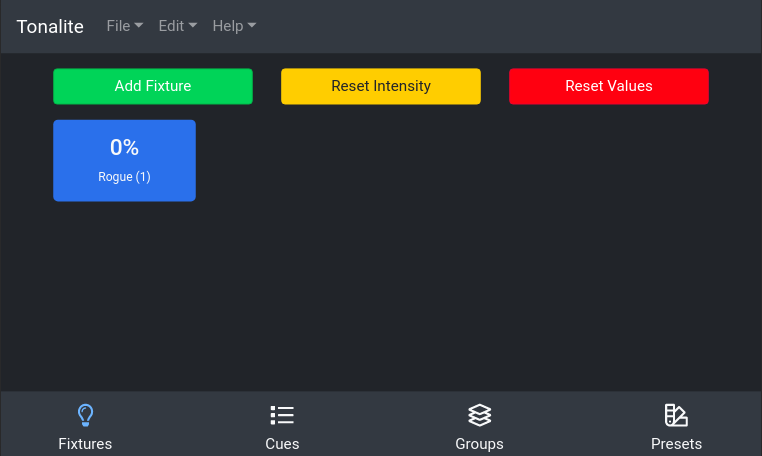 Tonalite File Edit Help
Add Fixture Reset Intensity Reset Values
0%
Rogue (1)
Fixtures Cues Groups Presets